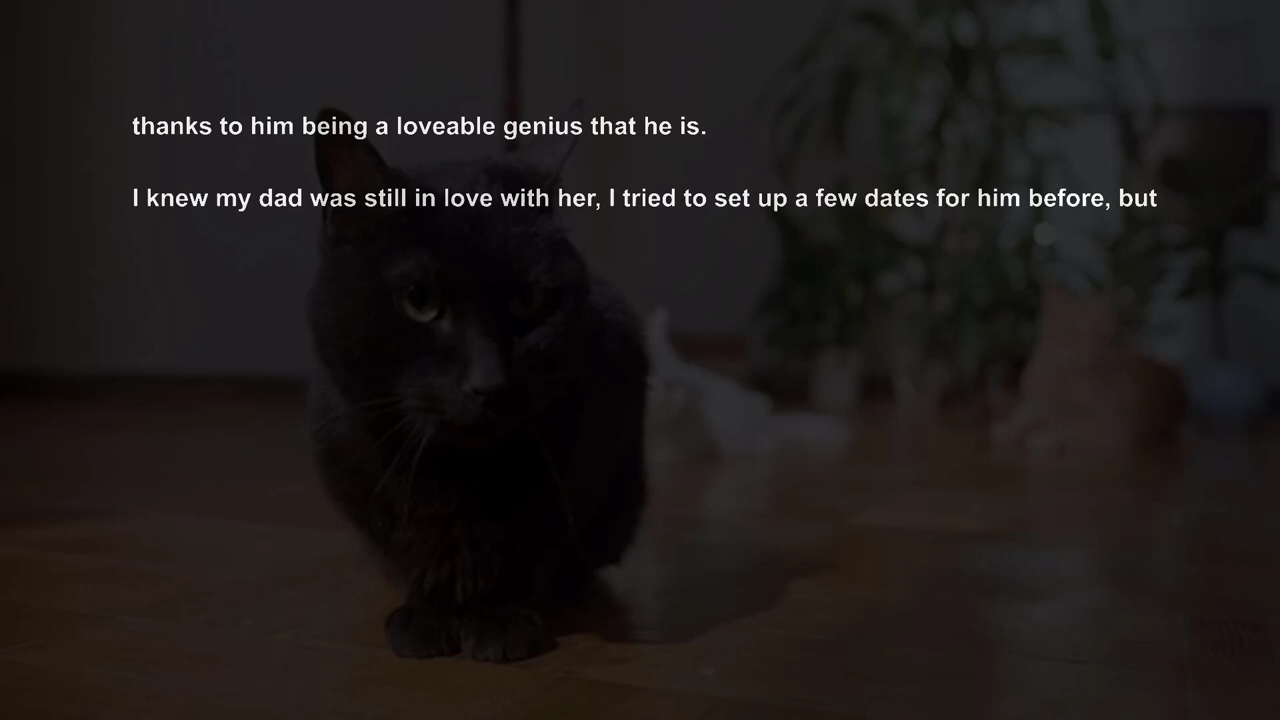 thanks to him being a loveable genius that he is.
I knew my dad was still in love with her, I tried to set up a few dates for him before, but